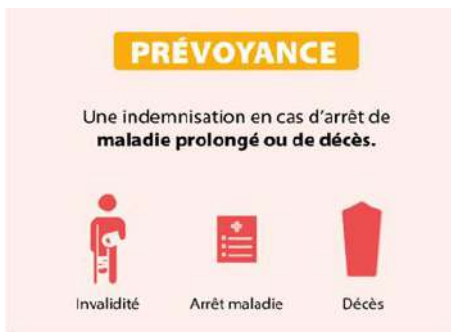 PRÉVOYANCE
Une indemnisation en cas d'arrêt de
maladie prolongé ou de décès.
Invalidité
Arrêt maladie
Décès